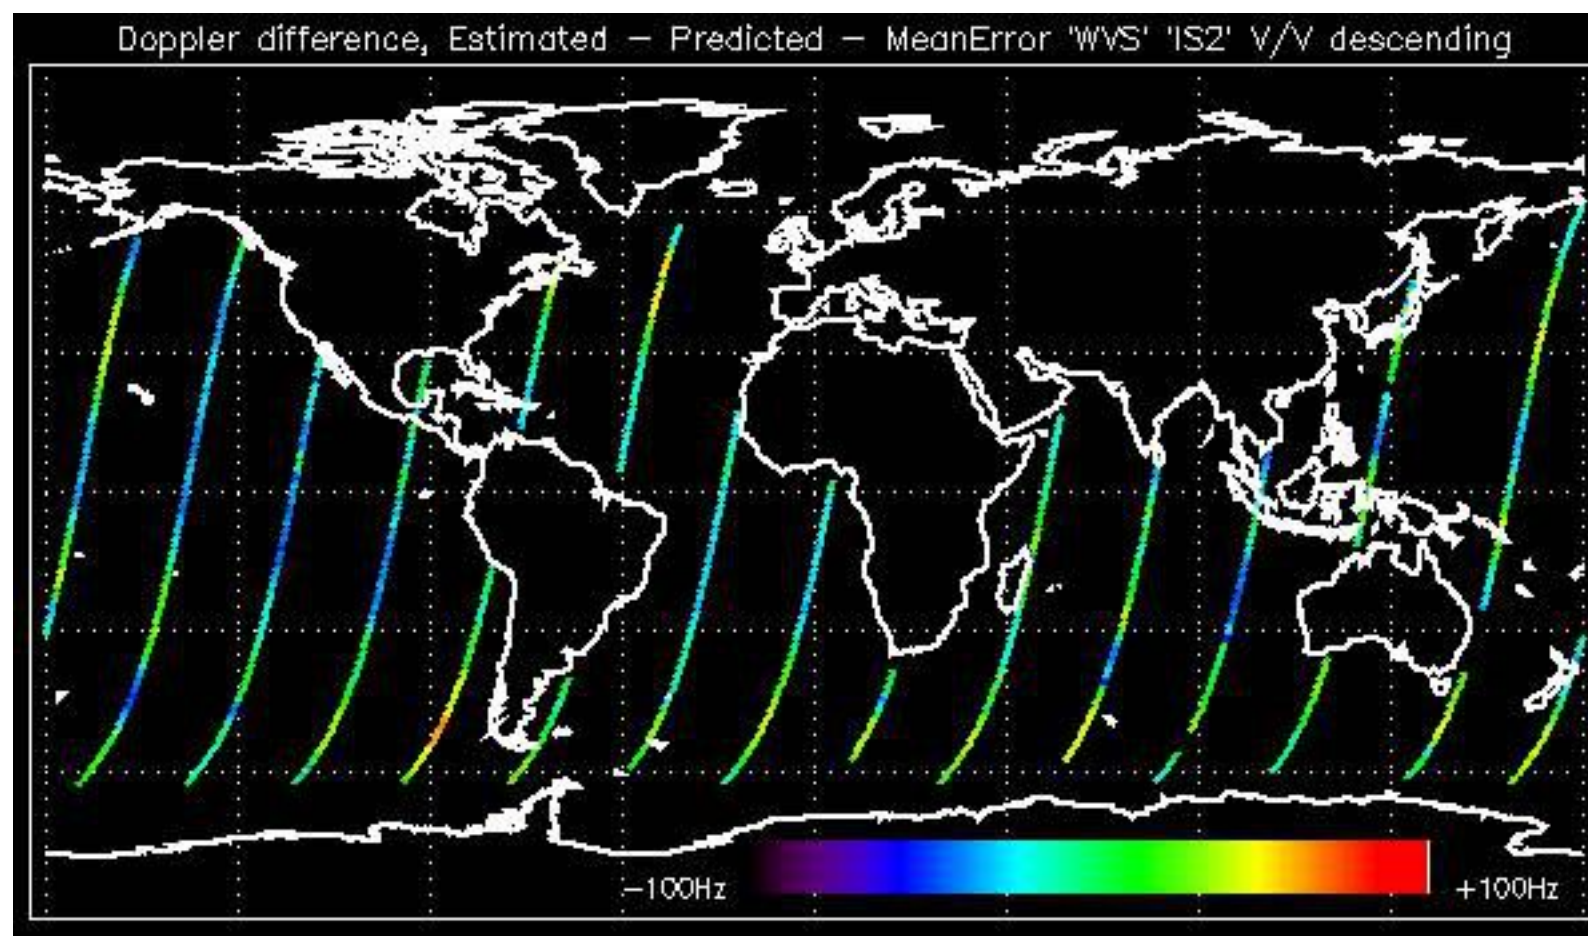 Doppler difference, Estimated – Predicted – MeanError 'WVS' 'IS2' V/V descending
–100Hz
+100Hz